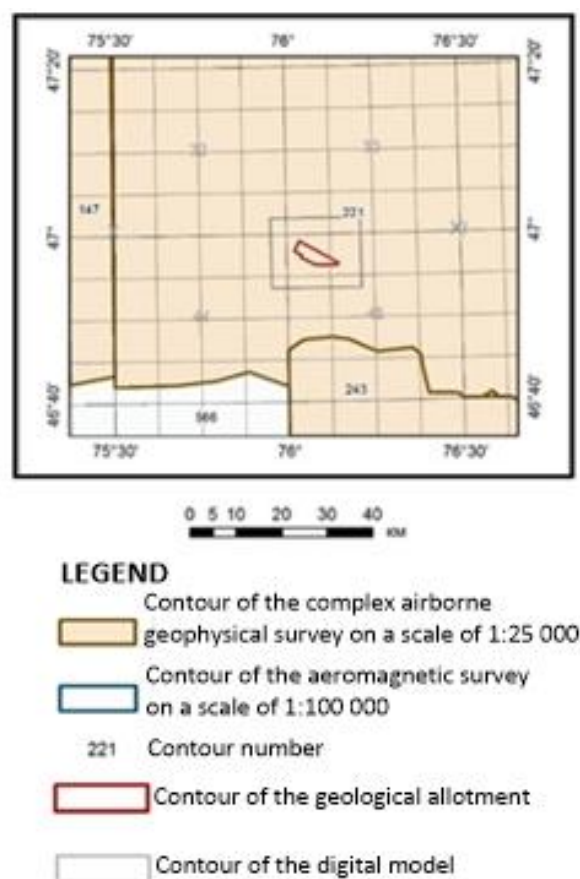 75°30' 76° 76°30'
47°20' 47°20'
147
221
47° 47°
243
566
46°40' 46°40'
75°30' 76° 76°30'
0 5 10 20 30 40
КМ
LEGEND
Contour of the complex airborne
geophysical survey on a scale of 1:25 000
Contour of the aeromagnetic survey
on a scale of 1:100 000
221 Contour number
Contour of the geological allotment
Contour of the digital model